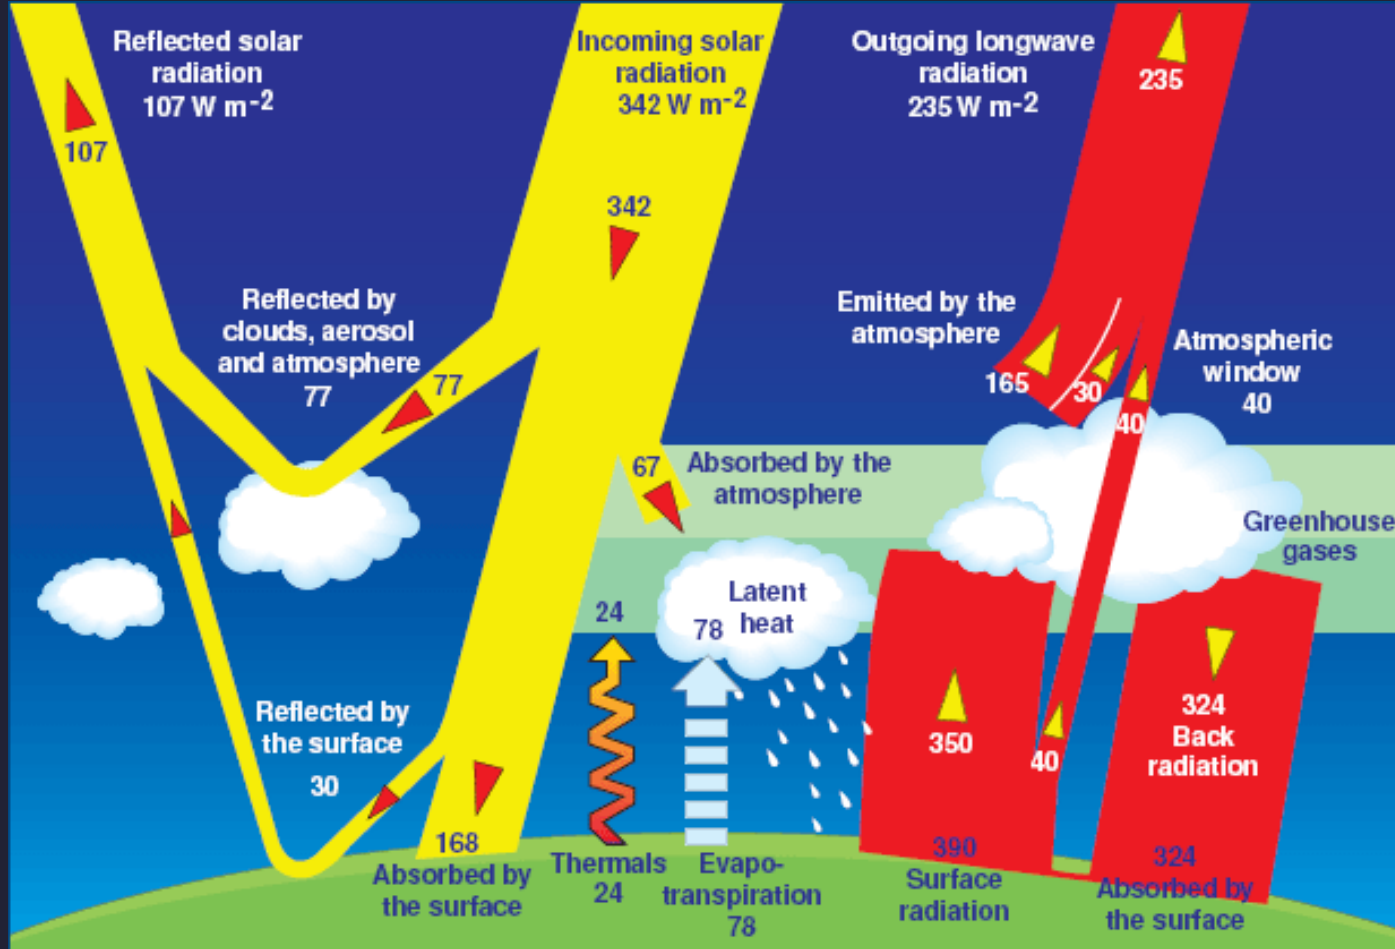 Reflected solar
radiation
107 W m-2
107
Incoming solar
radiation
342 W m-2
342
Outgoing longwave
radiation
235 W m-2
235
Reflected by
clouds, aerosol
and atmosphere
77
77
Emitted by the
atmosphere
165
30
40
Atmospheric
window
40
67
Absorbed by the
atmosphere
Greenhouse
gases
Latent
heat
78
24
Reflected by
the surface
30
350
40
324
Back
radiation
168
Absorbed by
the surface
Thermals
24
Evapo-
transpiration
78
390
Surface
radiation
324
Absorbed by
the surface